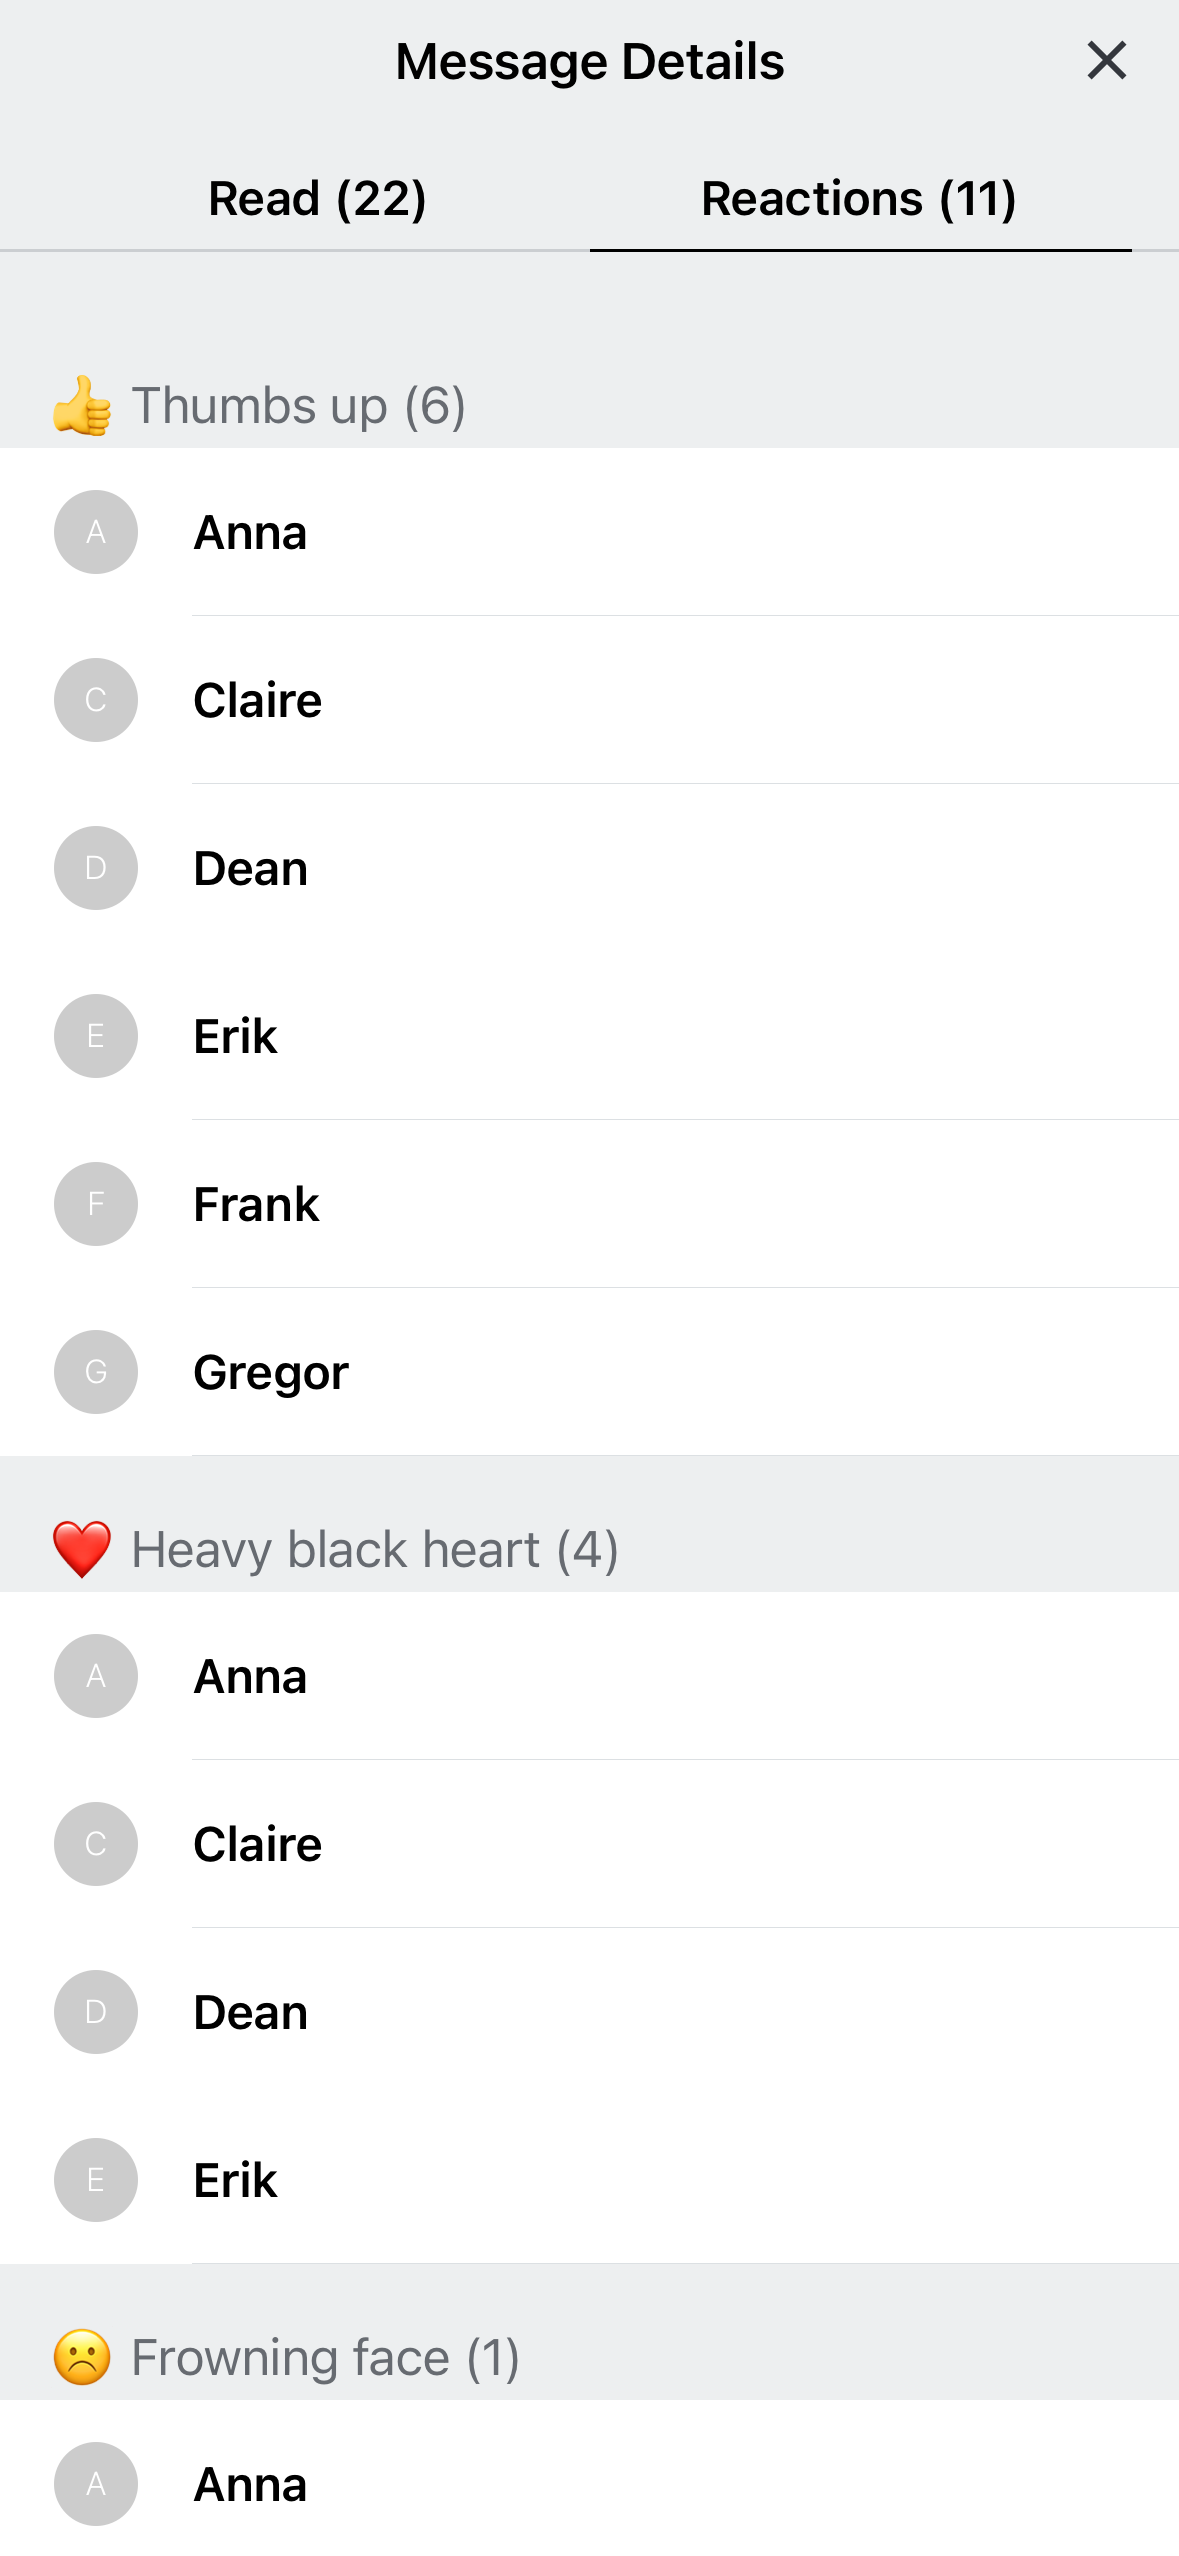 Message Details
Read (22) Reactions (11)
👍 Thumbs up (6)
A Anna
C Claire
D Dean
E Erik
F Frank
G Gregor
❤️ Heavy black heart (4)
A Anna
C Claire
D Dean
E Erik
☹️ Frowning face (1)
A Anna